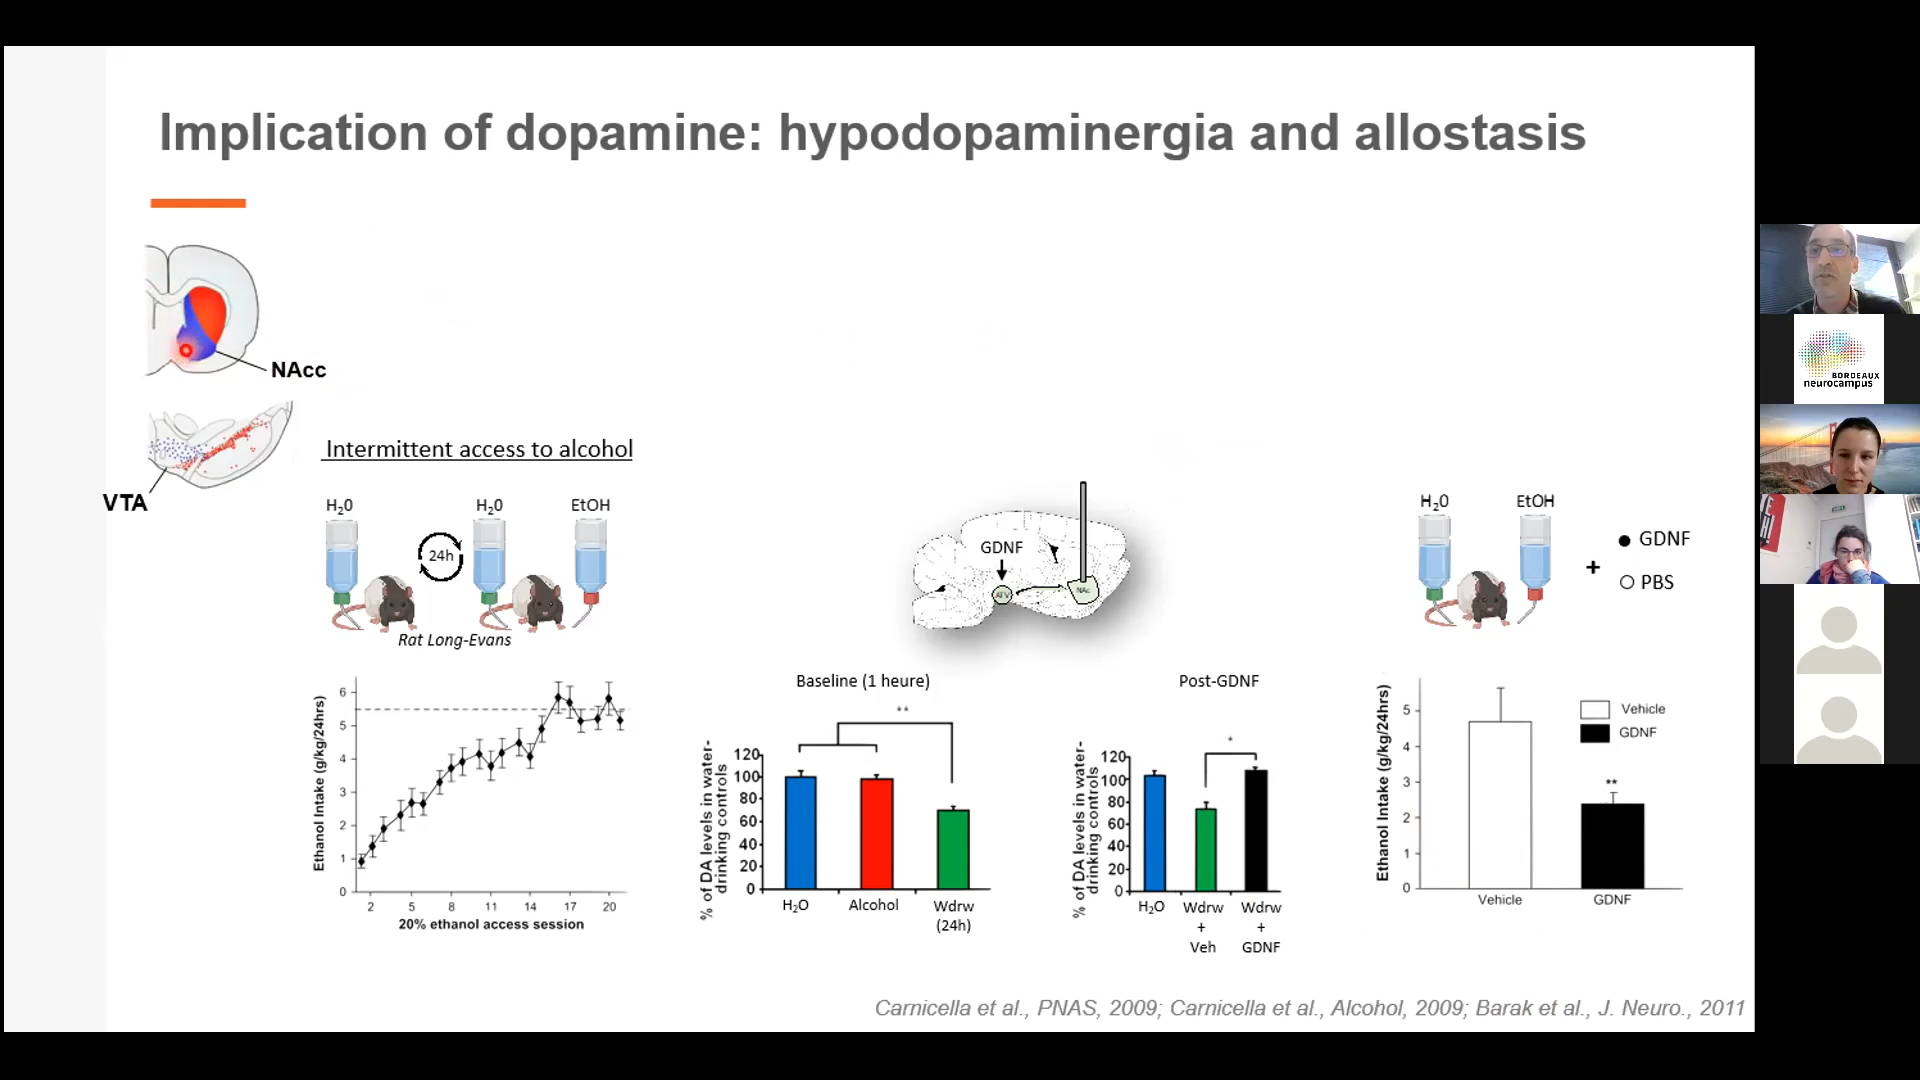 Implication of dopamine: hypodopaminergia and allostasis
NAcc
VTA
Intermittent access to alcohol
H₂0
24h
H₂0
EtOH
Rat Long-Evans
GDNF
ATV
NAc
H₂0
EtOH
+
GDNF
PBS
Ethanol Intake (g/kg/24hrs)
6
5
4
3
2
1
0
2 5 8 11 14 17 20
20% ethanol access session
Baseline (1 heure)
**
% of DA levels in water-
drinking controls
120
100
80
60
40
20
0
H₂O Alcohol Wdrw
(24h)
Post-GDNF
*
% of DA levels in water-
drinking controls
120
100
80
60
40
20
0
H₂O Wdrw Wdrw
+ +
Veh GDNF
Ethanol Intake (g/kg/24hrs)
5
4
3
2
1
0
Vehicle
GDNF
**
Vehicle GDNF
Carnicella et al., PNAS, 2009; Carnicella et al., Alcohol, 2009; Barak et al., J. Neuro., 2011
BORDEAUX
neurocampus